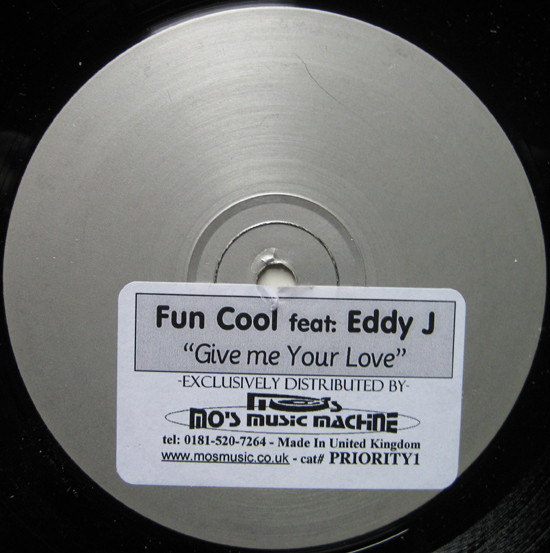 Fun Cool feat: Eddy J
“Give me Your Love”
-EXCLUSIVELY DISTRIBUTED BY-
MO'S MUSIC MACHINE
tel: 0181-520-7264 - Made In United Kingdom
www.mosmusic.co.uk - cat# PRIORITY1